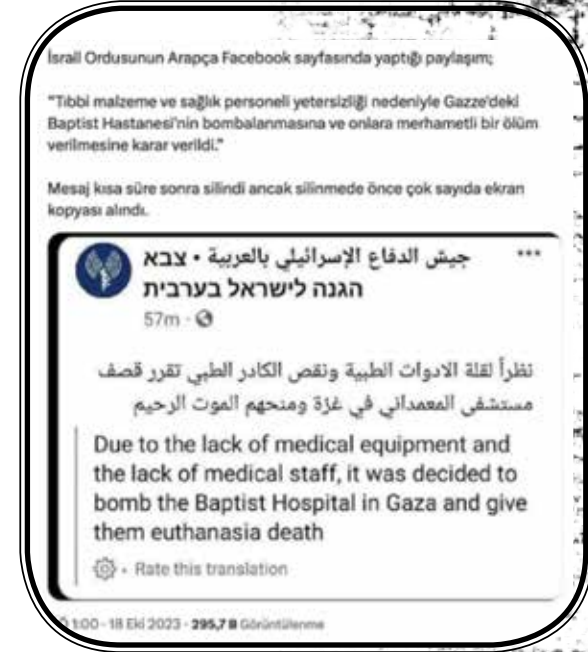 İsrail Ordusunun Arapça Facebook sayfasında yaptığı paylaşım;
"Tıbbi malzeme ve sağlık personeli yetersizliği nedeniyle Gazze'deki
Baptist Hastanesi'nin bombalanmasına ve onlara merhametli bir ölüm
verilmesine karar verildi."
Mesaj kısa süre sonra silindi ancak silinmede önce çok sayıda ekran
kopyası alındı.
جيش الدفاع الإسرائيلي بالعربية • צבא
הגנה לישראל בערבית
57m
نظراً لقلة الادوات الطبية ونقص الكادر الطبي تقرر قصف
مستشفى المعمداني في غزة ومنحهم الموت الرحيم
Due to the lack of medical equipment and
the lack of medical staff, it was decided to
bomb the Baptist Hospital in Gaza and give
them euthanasia death
Rate this translation
1:00 - 18 Eki 2023 - 295,7 B Görüntülenme